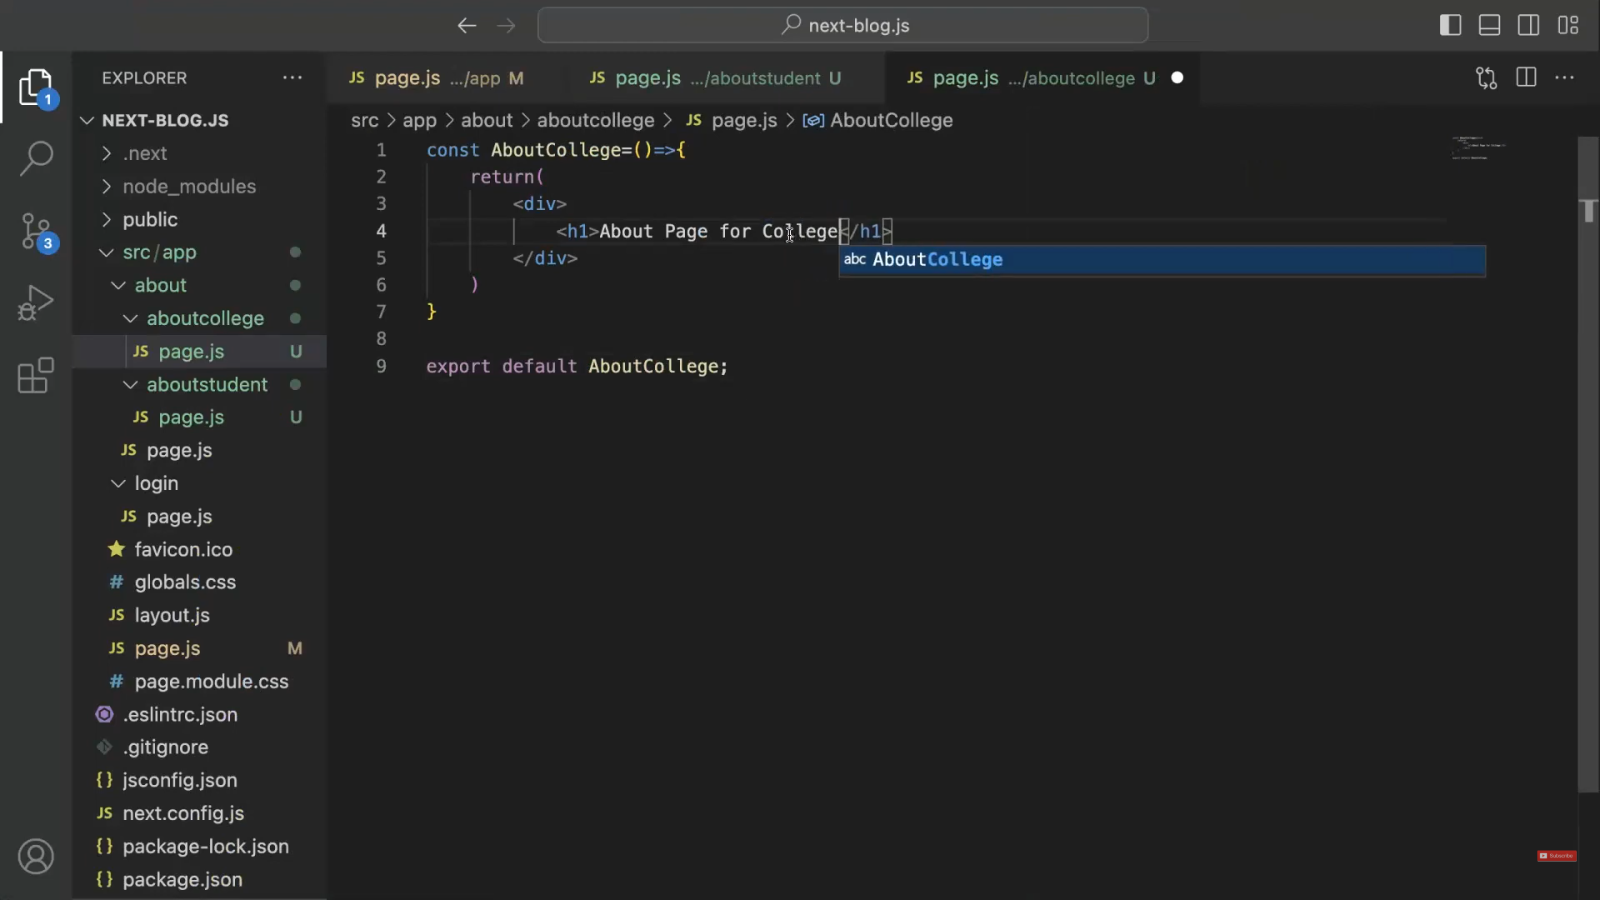 next-blog.js
EXPLORER
JS page.js .../app M
JS page.js .../aboutstudent U
JS page.js .../aboutcollege U
NEXT-BLOG.JS
src > app > about > aboutcollege > JS page.js > AboutCollege
1
.next
node_modules
public
3
src/app
about
aboutcollege
JS page.js U
aboutstudent
JS page.js U
JS page.js
login
JS page.js
favicon.ico
# globals.css
JS layout.js
JS page.js M
# page.module.css
.eslintrc.json
.gitignore
{} jsconfig.json
JS next.config.js
{} package-lock.json
{} package.json
1 const AboutCollege=()=>{
2 return(
3 <div>
4 <h1>About Page for College</h1>
abc AboutCollege
5 </div>
6 )
7 }
8
9 export default AboutCollege;
Subscribe